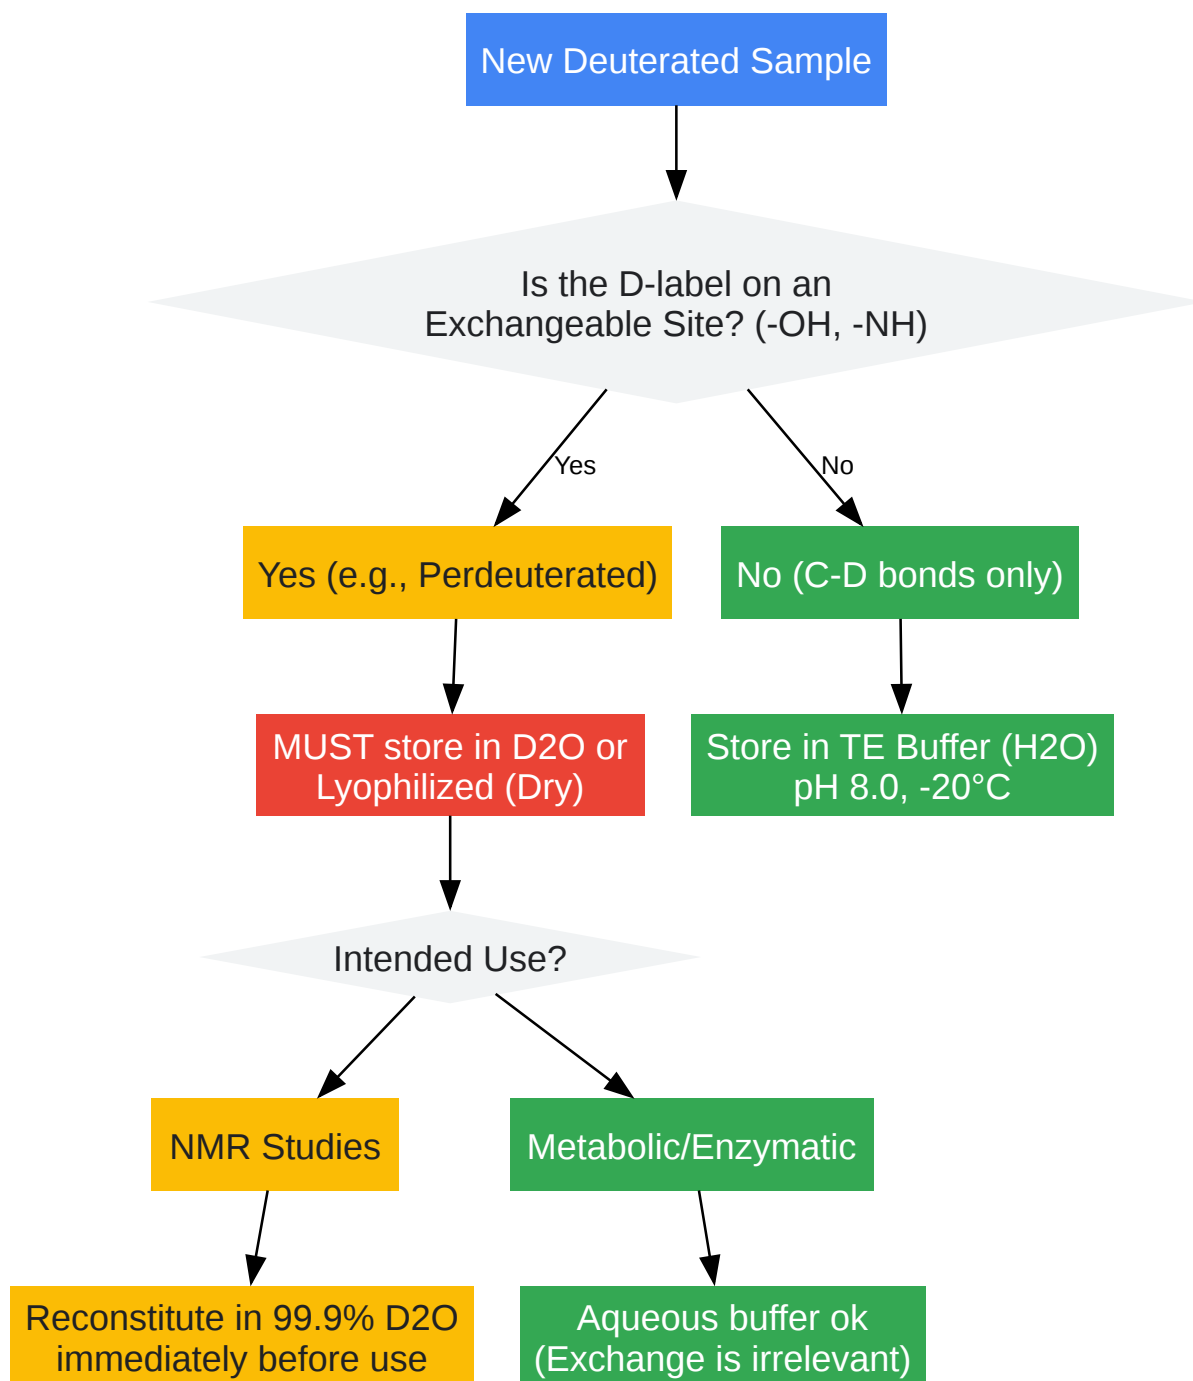 New Deuterated Sample
Is the D-label on an
Exchangeable Site? (-OH, -NH)
Yes
No
Yes (e.g., Perdeuterated)
No (C-D bonds only)
MUST store in D2O or
Lyophilized (Dry)
Store in TE Buffer (H2O)
pH 8.0, -20°C
Intended Use?
NMR Studies
Metabolic/Enzymatic
Reconstitute in 99.9% D2O
immediately before use
Aqueous buffer ok
(Exchange is irrelevant)